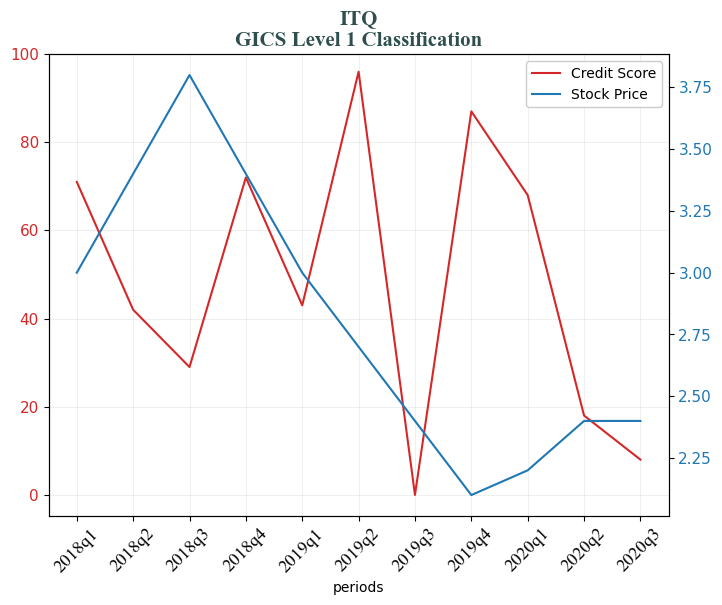 ITQ
GICS Level 1 Classification
Credit Score
Stock Price
100
80
60
40
20
0
3.75
3.50
3.25
3.00
2.75
2.50
2.25
2018q1
2018q2
2018q3
2018q4
2019q1
2019q2
2019q3
2019q4
2020q1
2020q2
2020q3
periods